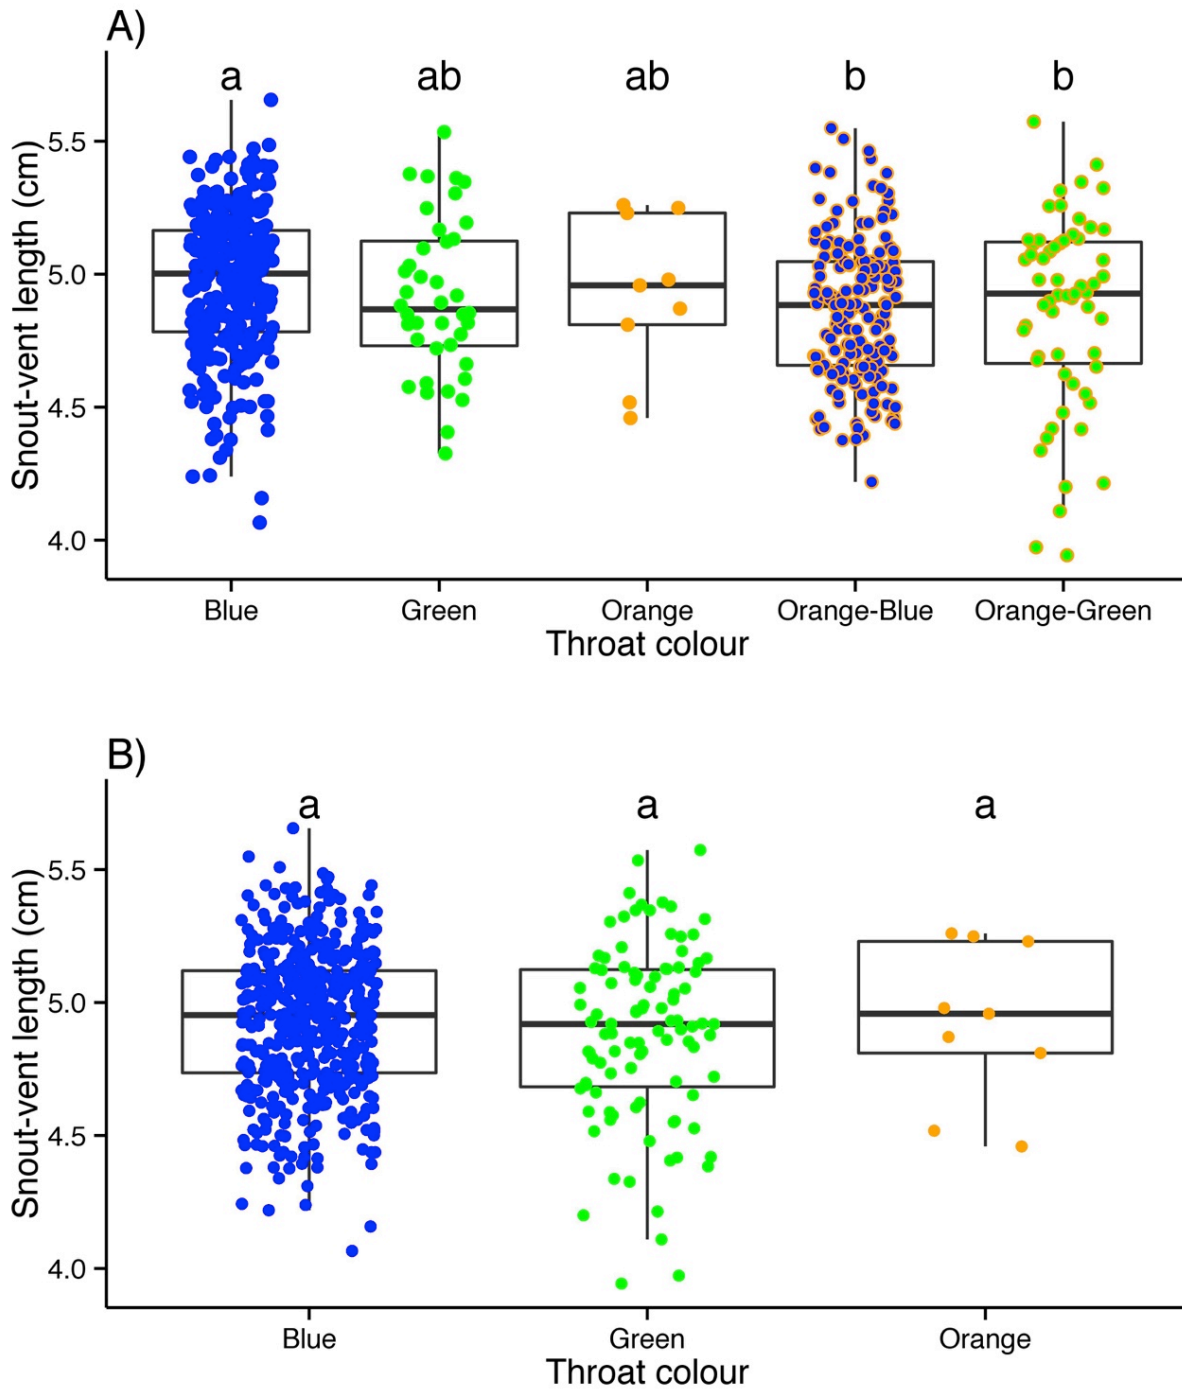 A)
a ab ab b b
Snout-vent length (cm)
5.5
5.0
4.5
4.0
Blue Green Orange Orange-Blue Orange-Green
Throat colour
B)
a a a
Snout-vent length (cm)
5.5
5.0
4.5
4.0
Blue Green Orange
Throat colour